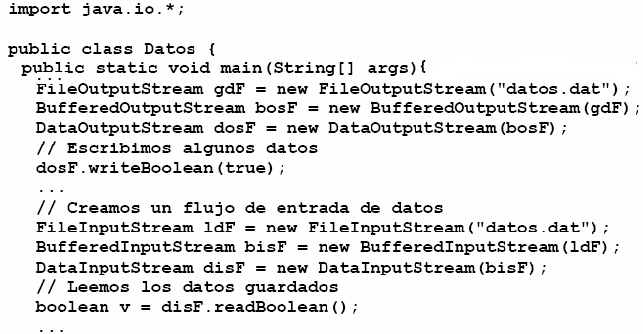 import java.io.*;
public class Datos {
public static void main(String[] args){
...
FileOutputStream gdF = new FileOutputStream("datos.dat");
BufferedOutputStream bosF = new BufferedOutputStream(gdF);
DataOutputStream dosF = new DataOutputStream(bosF);
// Escribimos algunos datos
dosF.writeBoolean(true);
...
// Creamos un flujo de entrada de datos
FileInputStream ldF = new FileInputStream("datos.dat");
BufferedInputStream bisF = new BufferedInputStream(ldF);
DataInputStream disF = new DataInputStream(bisF);
// Leemos los datos guardados
boolean v = disF.readBoolean();
...